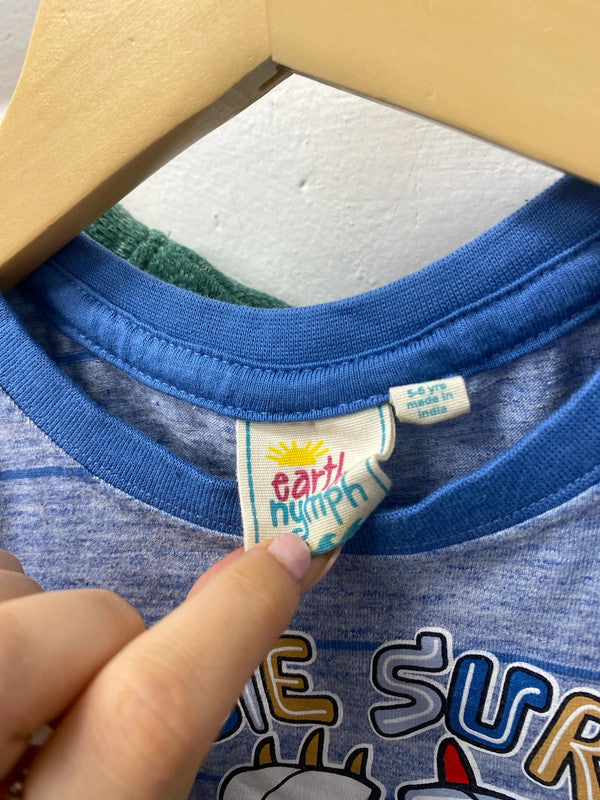 5-6 yrs
made in
india
earth
nymph
SUR